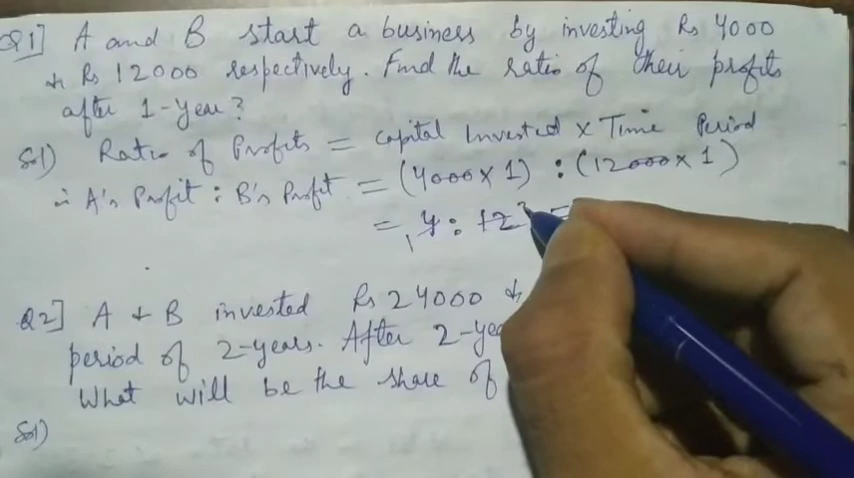 Q1] A and B start a business by investing Rs 4000
& Rs 12000 respectively. Find the ratio of their profits
after 1-year?
Sol) Ratio of Profits = Capital Invested × Time Period
∴ A's Profit : B's Profit = (4000 × 1) : (12000 × 1)
= 1 4 : 12 3 =
Q2] A & B invested Rs 24000 &
period of 2-years. After 2-yea
What will be the share of
Sol)